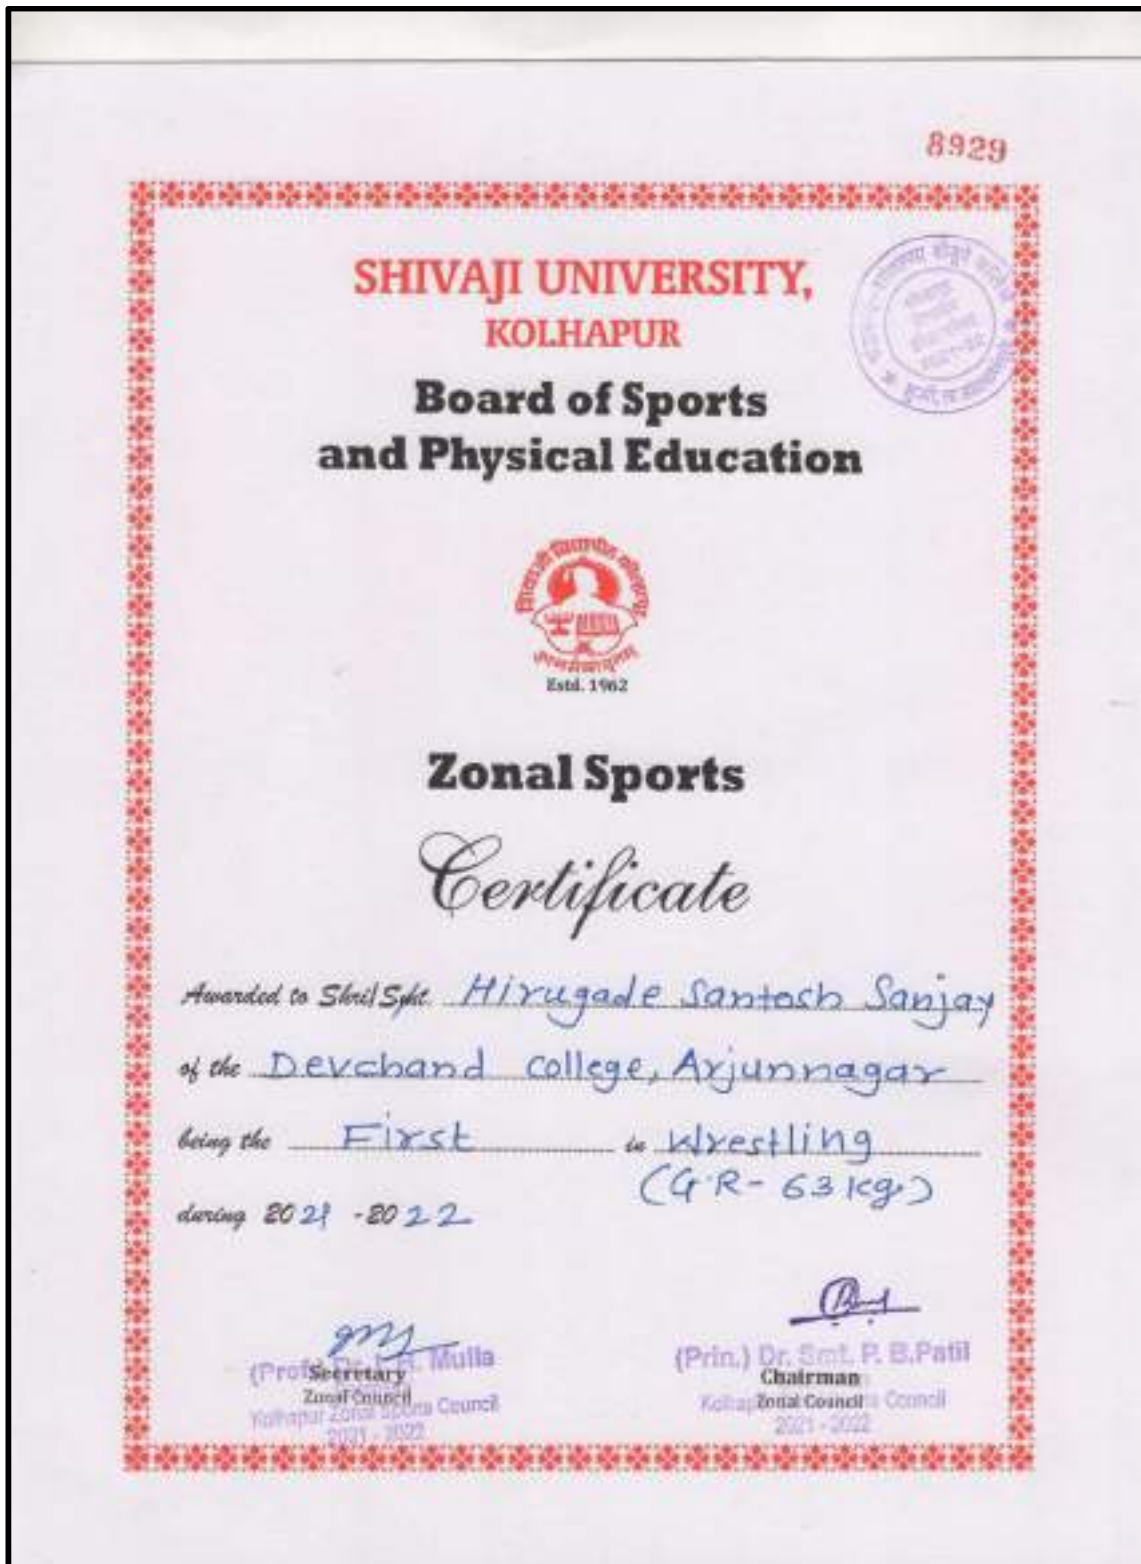 8929
SHIVAJI UNIVERSITY,
KOLHAPUR
Board of Sports
and Physical Education
शिवाजी विद्यापीठ कोल्हापूर
Estd. 1962
Zonal Sports
Certificate
Awarded to Shri/Smt. Hirugade Santosh Sanjay
of the Devchand College, Arjunnagar
being the First in Wrestling
(G.R- 63 kg.)
during 2021 -2022
Mulla
(Prin.) Dr. Smt. P. B.Patil
Secretary
Chairman
Zonal Council
Zonal Council
Kolhapur Zonal Sports Council
Council
2021 - 2022
2021 - 2022